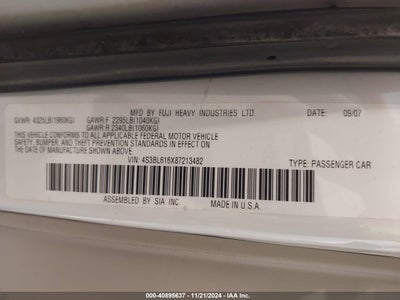 MFD BY FUJI HEAVY INDUSTRIES LTD. DATE: 09/07
GVWR: 4325LB(1960KG) GAWR:F 2295LB(1040KG)
GAWR:R 2340LB(1060KG)
THIS VEHICLE CONFORMS TO ALL APPLICABLE FEDERAL MOTOR VEHICLE
SAFETY, BUMPER, AND THEFT PREVENTION STANDARDS IN EFFECT ON THE
DATE OF MANUFACTURE SHOWN ABOVE.
VIN: 4S3BL616X87213482 TYPE: PASSENGER CAR
ASSEMBLED BY SIA INC. MADE IN U.S.A.
000-40895637 - 11/21/2024 - IAA, Inc.